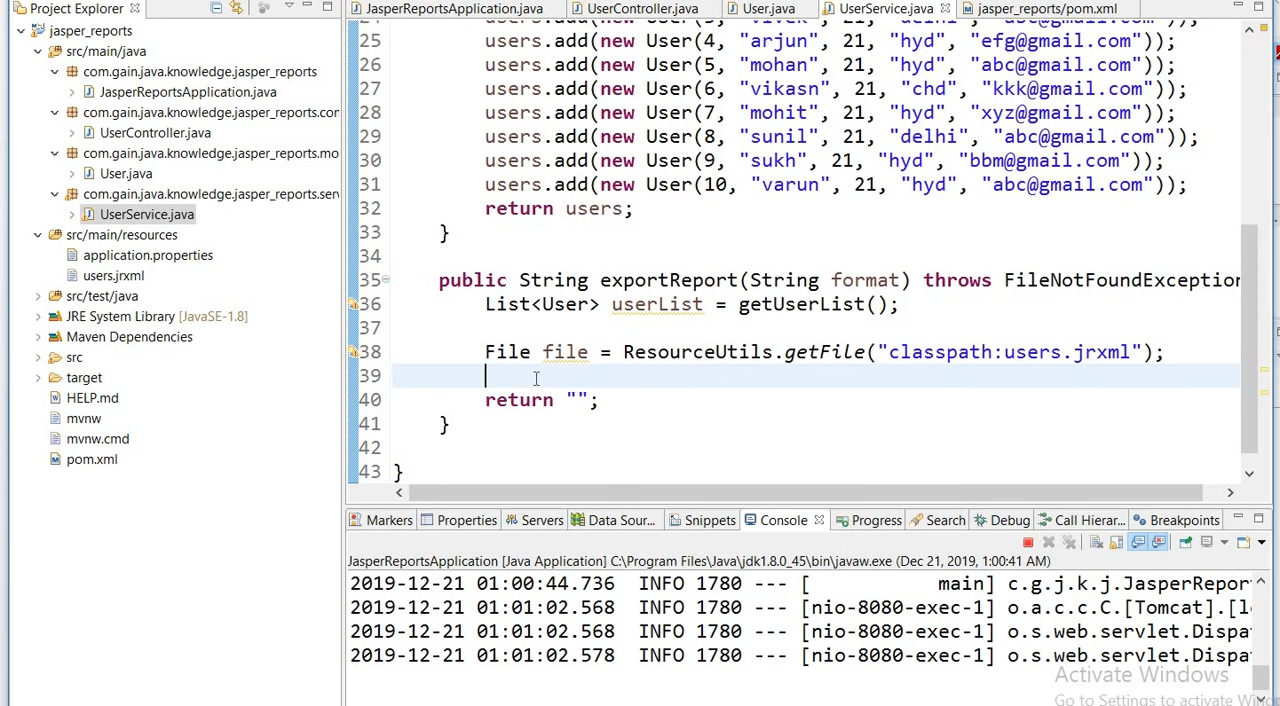 Project Explorer
jasper_reports
src/main/java
com.gain.java.knowledge.jasper_reports
JasperReportsApplication.java
com.gain.java.knowledge.jasper_reports.con
UserController.java
com.gain.java.knowledge.jasper_reports.mo
User.java
com.gain.java.knowledge.jasper_reports.ser
UserService.java
src/main/resources
application.properties
users.jrxml
src/test/java
JRE System Library [JavaSE-1.8]
Maven Dependencies
src
target
HELP.md
mvnw
mvnw.cmd
pom.xml
JasperReportsApplication.java UserController.java User.java UserService.java jasper_reports/pom.xml
25 users.add(new User(4, "arjun", 21, "hyd", "efg@gmail.com"));
26 users.add(new User(5, "mohan", 21, "hyd", "abc@gmail.com"));
27 users.add(new User(6, "vikasn", 21, "chd", "kkk@gmail.com"));
28 users.add(new User(7, "mohit", 21, "hyd", "xyz@gmail.com"));
29 users.add(new User(8, "sunil", 21, "delhi", "abc@gmail.com"));
30 users.add(new User(9, "sukh", 21, "hyd", "bbm@gmail.com"));
31 users.add(new User(10, "varun", 21, "hyd", "abc@gmail.com"));
32 return users;
33 }
34
35 public String exportReport(String format) throws FileNotFoundException
36 List<User> userList = getUserList();
37
38 File file = ResourceUtils.getFile("classpath:users.jrxml");
39
40 return "";
41 }
42
43 }
Markers Properties Servers Data Sour... Snippets Console Progress Search Debug Call Hierar... Breakpoints
JasperReportsApplication [Java Application] C:\Program Files\Java\jdk1.8.0_45\bin\javaw.exe (Dec 21, 2019, 1:00:41 AM)
2019-12-21 01:00:44.736 INFO 1780 --- [ main] c.g.j.k.j.JasperRepor
2019-12-21 01:01:02.568 INFO 1780 --- [nio-8080-exec-1] o.a.c.c.C.[Tomcat].[lo
2019-12-21 01:01:02.568 INFO 1780 --- [nio-8080-exec-1] o.s.web.servlet.Dispa
2019-12-21 01:01:02.578 INFO 1780 --- [nio-8080-exec-1] o.s.web.servlet.Dispa
Activate Windows
Go to Settings to activate Win